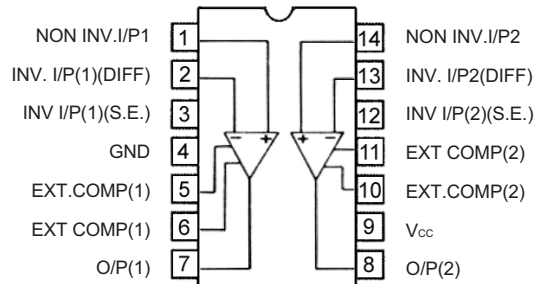 NON INV.I/P1 1 14 NON INV.I/P2
INV. I/P(1)(DIFF) 2 13 INV. I/P2(DIFF)
INV I/P(1)(S.E.) 3 12 INV I/P(2)(S.E.)
− + + −
GND 4 11 EXT COMP(2)
EXT.COMP(1) 5 10 EXT.COMP(2)
EXT COMP(1) 6 9 Vcc
O/P(1) 7 8 O/P(2)